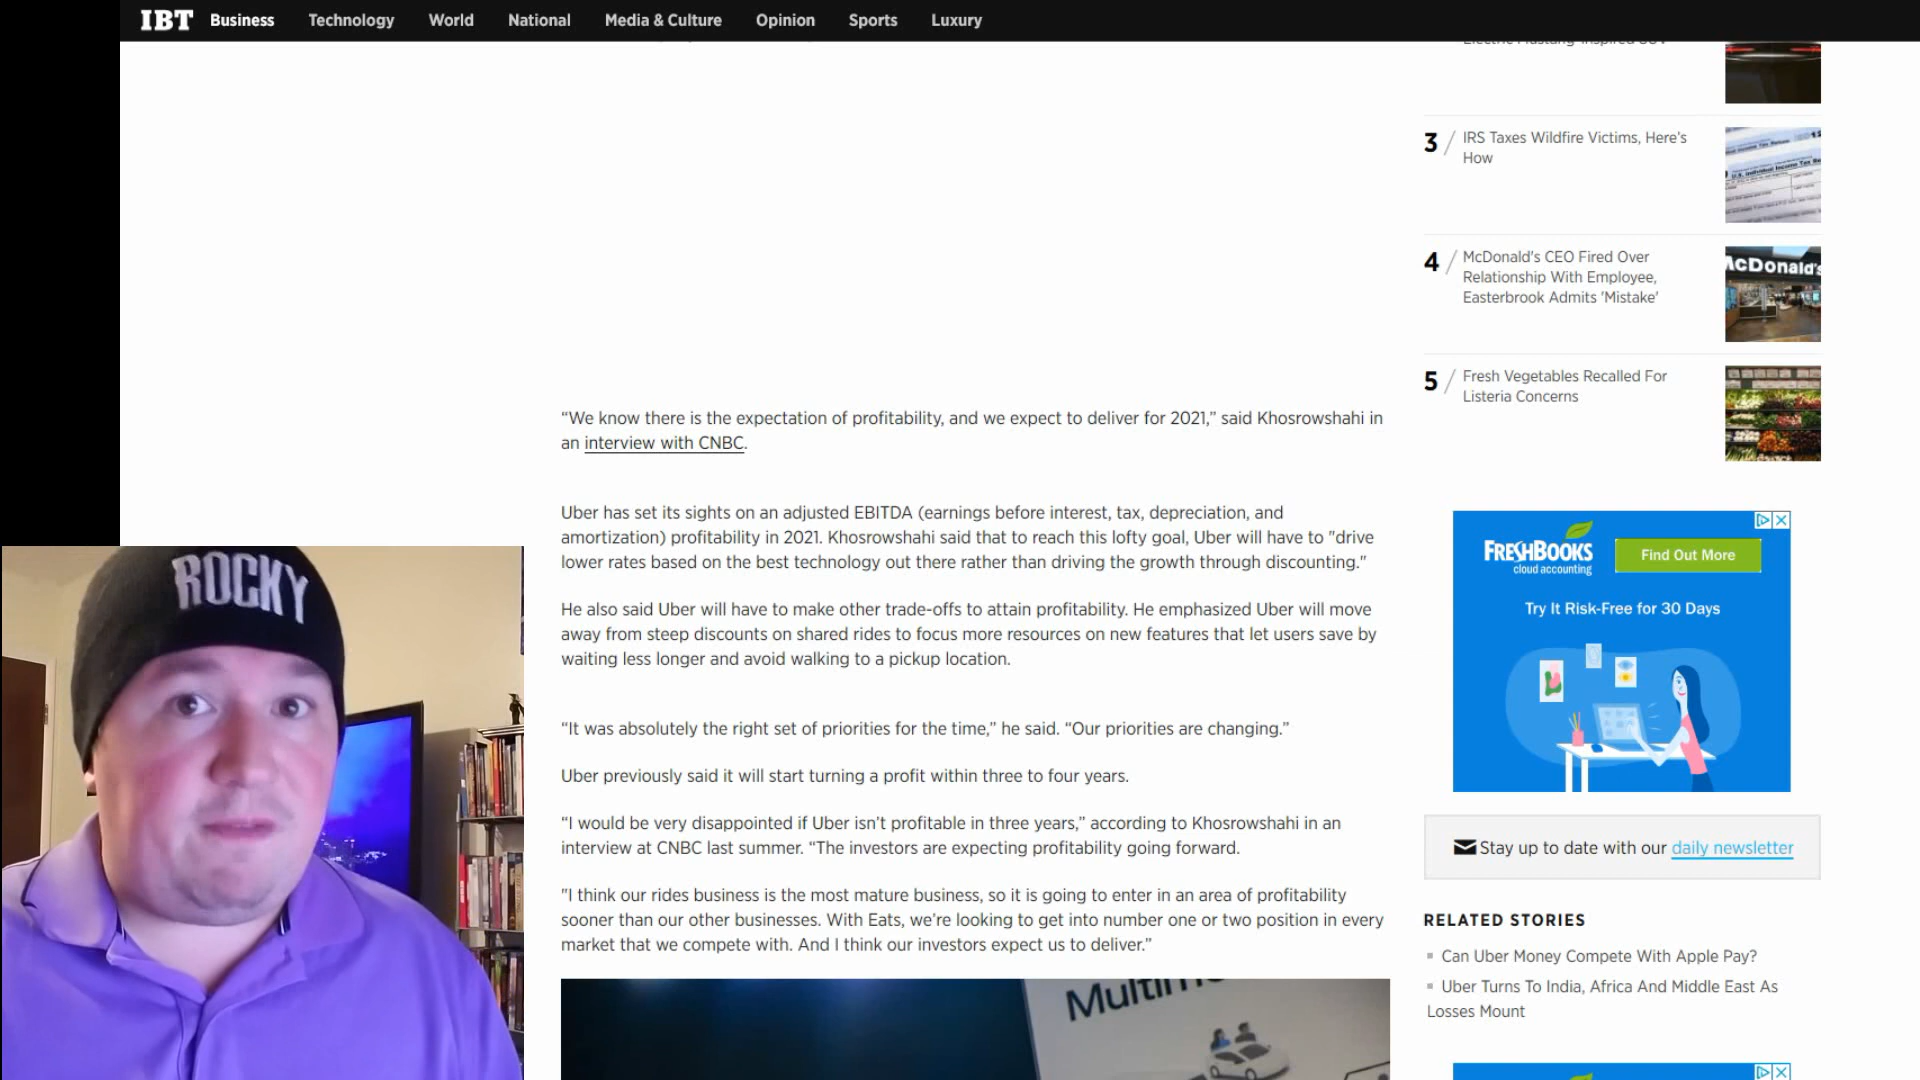 IBT Business Technology World National Media & Culture Opinion Sports Luxury
3 / IRS Taxes Wildfire Victims, Here's
How
4 / McDonald's CEO Fired Over
Relationship With Employee,
Easterbrook Admits 'Mistake'
McDonald's
5 / Fresh Vegetables Recalled For
Listeria Concerns
“We know there is the expectation of profitability, and we expect to deliver for 2021,” said Khosrowshahi in
an interview with CNBC.
Uber has set its sights on an adjusted EBITDA (earnings before interest, tax, depreciation, and
amortization) profitability in 2021. Khosrowshahi said that to reach this lofty goal, Uber will have to "drive
lower rates based on the best technology out there rather than driving the growth through discounting."
He also said Uber will have to make other trade-offs to attain profitability. He emphasized Uber will move
away from steep discounts on shared rides to focus more resources on new features that let users save by
waiting less longer and avoid walking to a pickup location.
“It was absolutely the right set of priorities for the time,” he said. “Our priorities are changing.”
Uber previously said it will start turning a profit within three to four years.
“I would be very disappointed if Uber isn’t profitable in three years,” according to Khosrowshahi in an
interview at CNBC last summer. “The investors are expecting profitability going forward.
"I think our rides business is the most mature business, so it is going to enter in an area of profitability
sooner than our other businesses. With Eats, we’re looking to get into number one or two position in every
market that we compete with. And I think our investors expect us to deliver.”
ROCKY
FRESHBOOKS
cloud accounting
Find Out More
Try It Risk-Free for 30 Days
Stay up to date with our daily newsletter
RELATED STORIES
Can Uber Money Compete With Apple Pay?
Uber Turns To India, Africa And Middle East As
Losses Mount